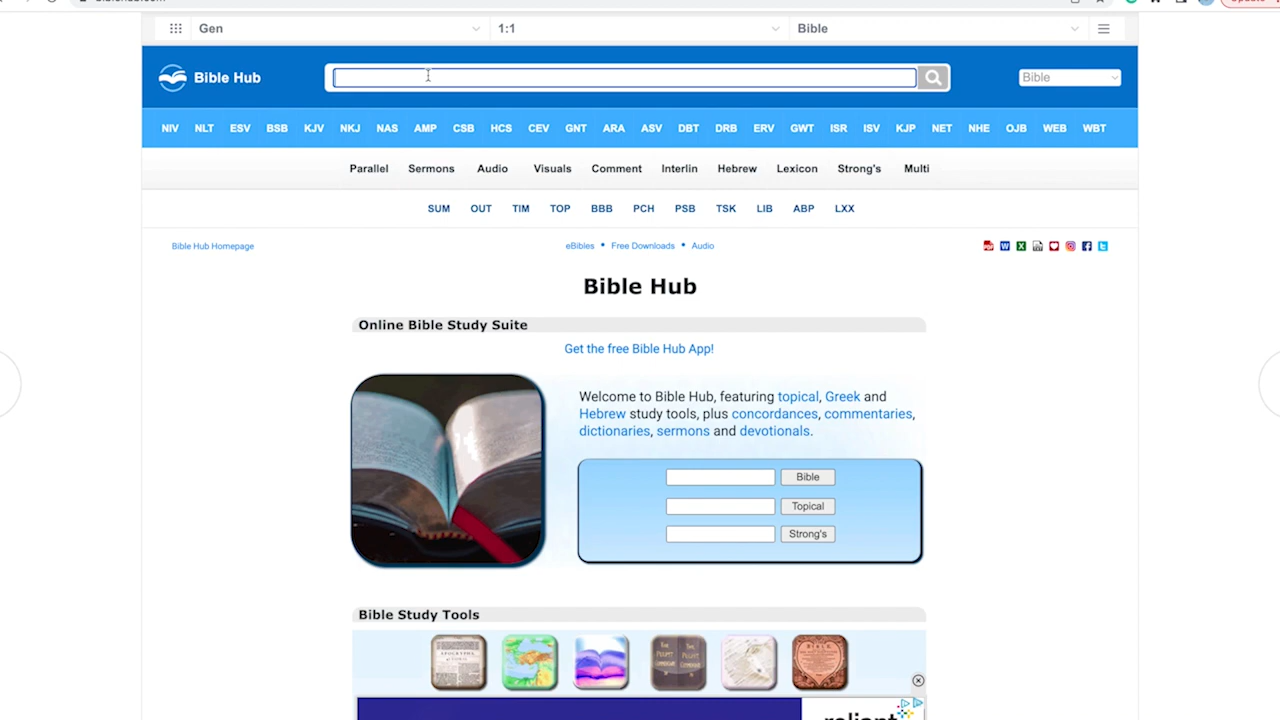 Gen 1:1 Bible
Bible Hub Bible
NIV NLT ESV BSB KJV NKJ NAS AMP CSB HCS CEV GNT ARA ASV DBT DRB ERV GWT ISR ISV KJP NET NHE OJB WEB WBT
Parallel Sermons Audio Visuals Comment Interlin Hebrew Lexicon Strong's Multi
SUM OUT TIM TOP BBB PCH PSB TSK LIB ABP LXX
Bible Hub Homepage eBibles • Free Downloads • Audio
Bible Hub
Online Bible Study Suite
Get the free Bible Hub App!
Welcome to Bible Hub, featuring topical, Greek and
Hebrew study tools, plus concordances, commentaries,
dictionaries, sermons and devotionals.
Bible
Topical
Strong's
Bible Study Tools